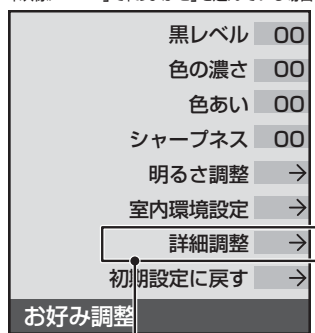 黒レベル 00
色の濃さ 00
色あい 00
シャープネス 00
明るさ調整 →
室内環境設定 →
詳細調整 →
初期設定に戻す →
お好み調整